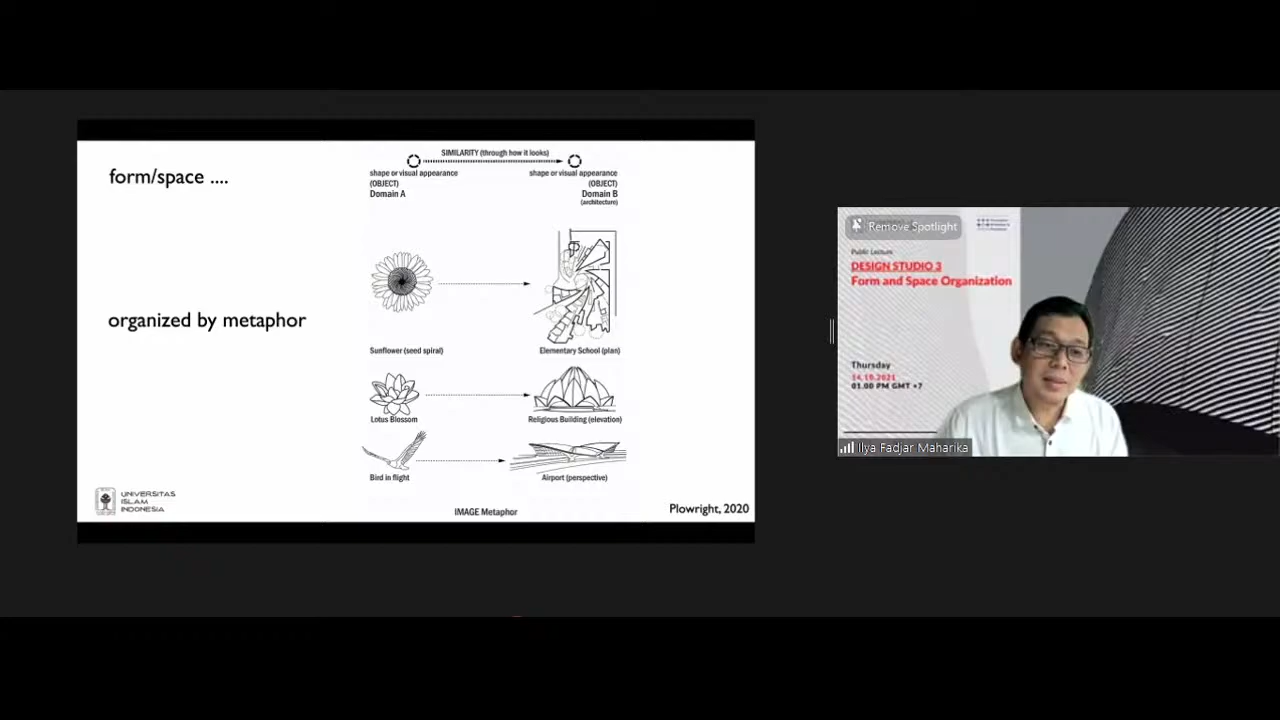 form/space ....
organized by metaphor
SIMILARITY (through how it looks)
shape or visual appearance
(OBJECT)
Domain A
shape or visual appearance
(OBJECT)
Domain B
(architecture)
Sunflower (seed spiral)
Elementary School (plan)
Lotus Blossom
Religious Building (elevation)
Bird in flight
Airport (perspective)
IMAGE Metaphor
UNIVERSITAS
ISLAM
INDONESIA
Plowright, 2020
Remove Spotlight
Public Lecture
DESIGN STUDIO 3
Form and Space Organization
Thursday
14.10.2021
01.00 PM GMT +7
Ilya Fadjar Maharika